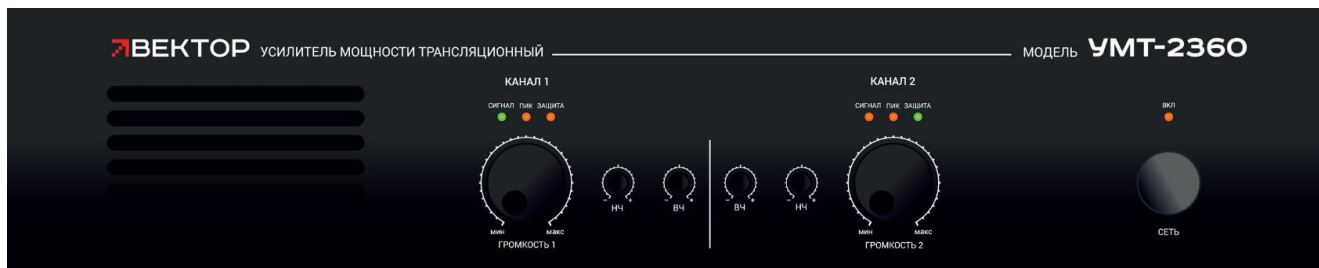 ВЕКТОР УСИЛИТЕЛЬ МОЩНОСТИ ТРАНСЛЯЦИОННЫЙ МОДЕЛЬ УМТ-2360
КАНАЛ 1
СИГНАЛ ПИК ЗАЩИТА
- + НЧ
- + ВЧ
мин макс
ГРОМКОСТЬ 1
КАНАЛ 2
СИГНАЛ ПИК ЗАЩИТА
- + ВЧ
- + НЧ
мин макс
ГРОМКОСТЬ 2
ВКЛ
СЕТЬ